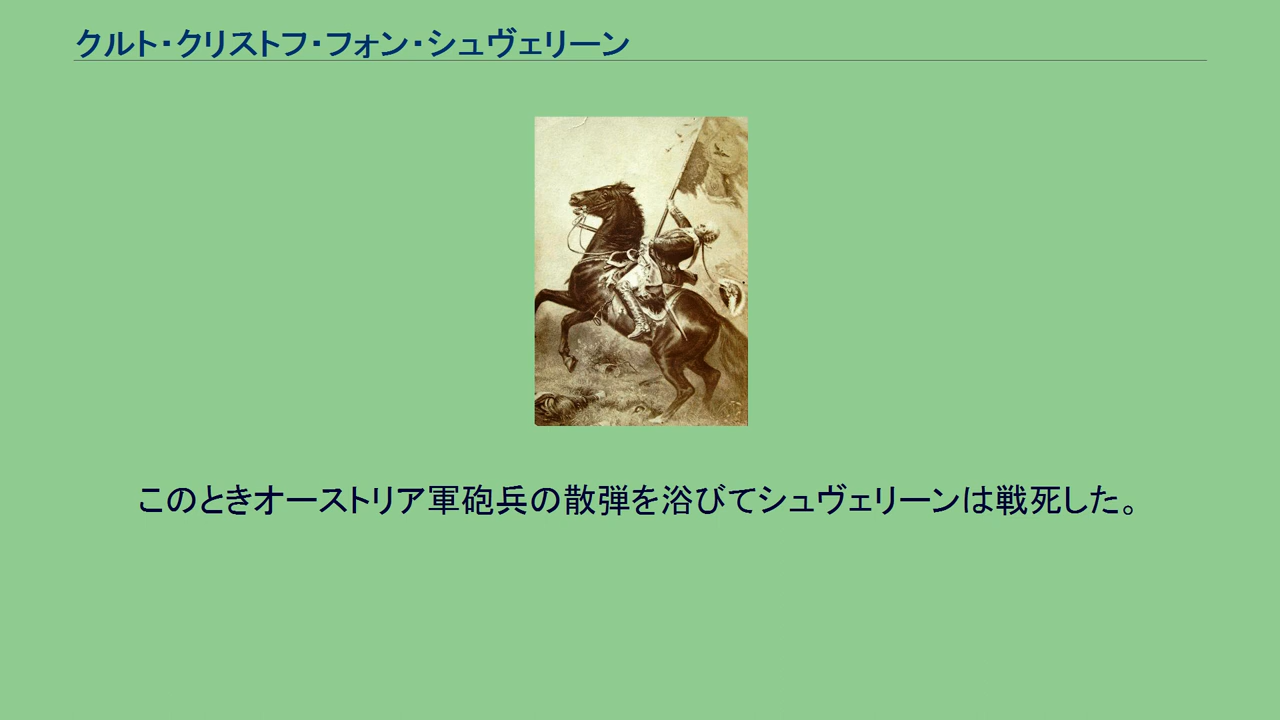 クルト・クリストフ・フォン・シュヴェリーン
このときオーストリア軍砲兵の散弾を浴びてシュヴェリーンは戦死した。